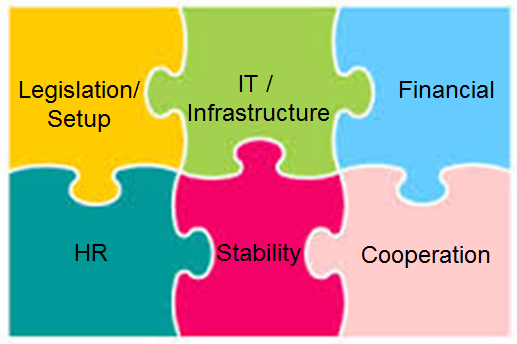 Legislation/
Setup
IT /
Infrastructure
Financial
HR
Stability
Cooperation